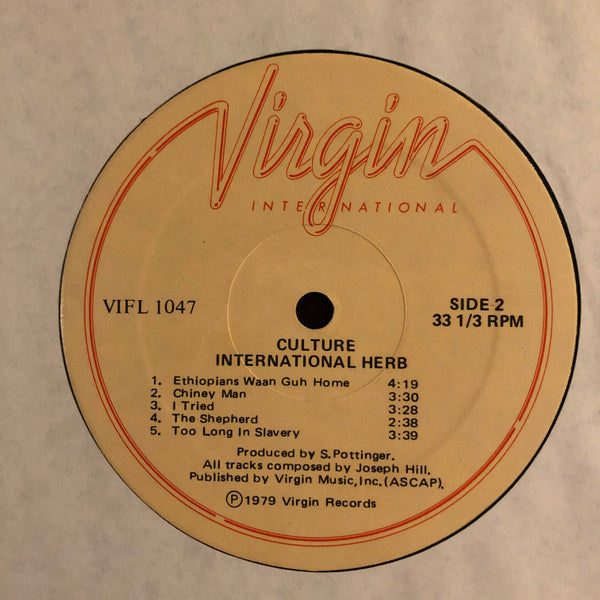 Virgin
INTERNATIONAL
VIFL 1047
SIDE 2
33 1/3 RPM
CULTURE
INTERNATIONAL HERB
1. Ethiopians Waan Guh Home 4:19
2. Chiney Man 3:30
3. I Tried 3:28
4. The Shepherd 2:38
5. Too Long In Slavery 3:39
Produced by S. Pottinger.
All tracks composed by Joseph Hill.
Published by Virgin Music, Inc. (ASCAP).
Ⓟ1979 Virgin Records